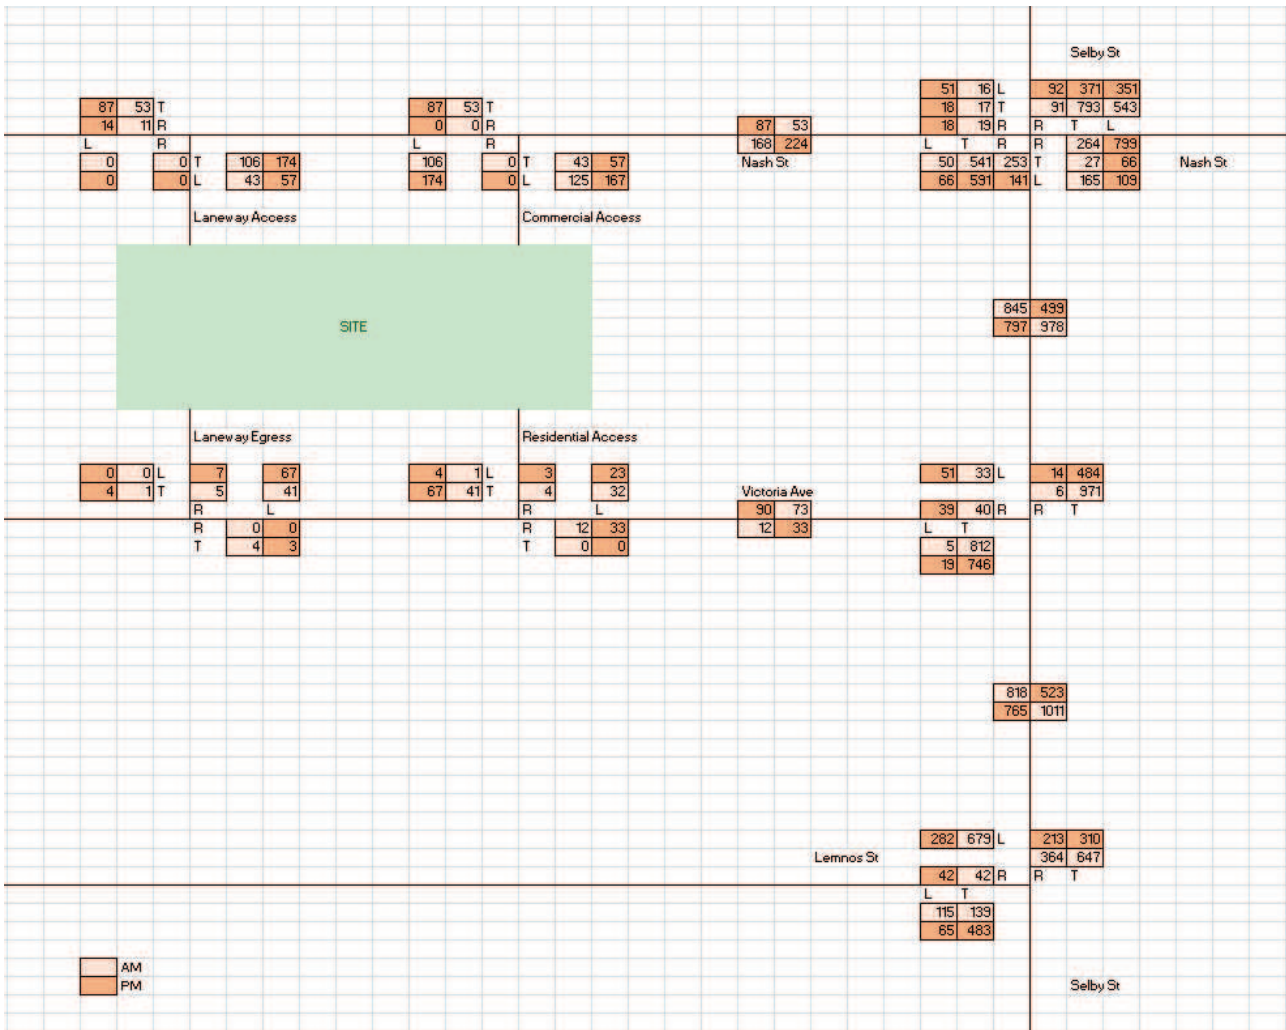 Selby St
51 16 L 92 371 351
87 53 T 87 53 T 18 17 T 91 793 543
14 11 R 0 0 R 87 53 18 19 R R T L
L R L R 168 224 L T R R 264 799
0 0 T 106 174 106 0 T 43 57 Nash St 50 541 253 T 27 66 Nash St
0 0 L 43 57 174 0 L 125 167 66 591 141 L 165 109
Laneway Access Commercial Access
845 499
SITE 797 978
Laneway Egress Residential Access
0 0 L 7 67 4 1 L 3 23 51 33 L 14 484
4 1 T 5 41 67 41 T 4 32 Victoria Ave 6 971
R L R L 90 73 39 40 R R T
R 0 0 R 12 33 12 33 L T
T 4 3 T 0 0 5 812
19 746
818 523
765 1011
282 679 L 213 310
Lemnos St 364 647
42 42 R R T
L T
115 139
65 483
AM
PM Selby St